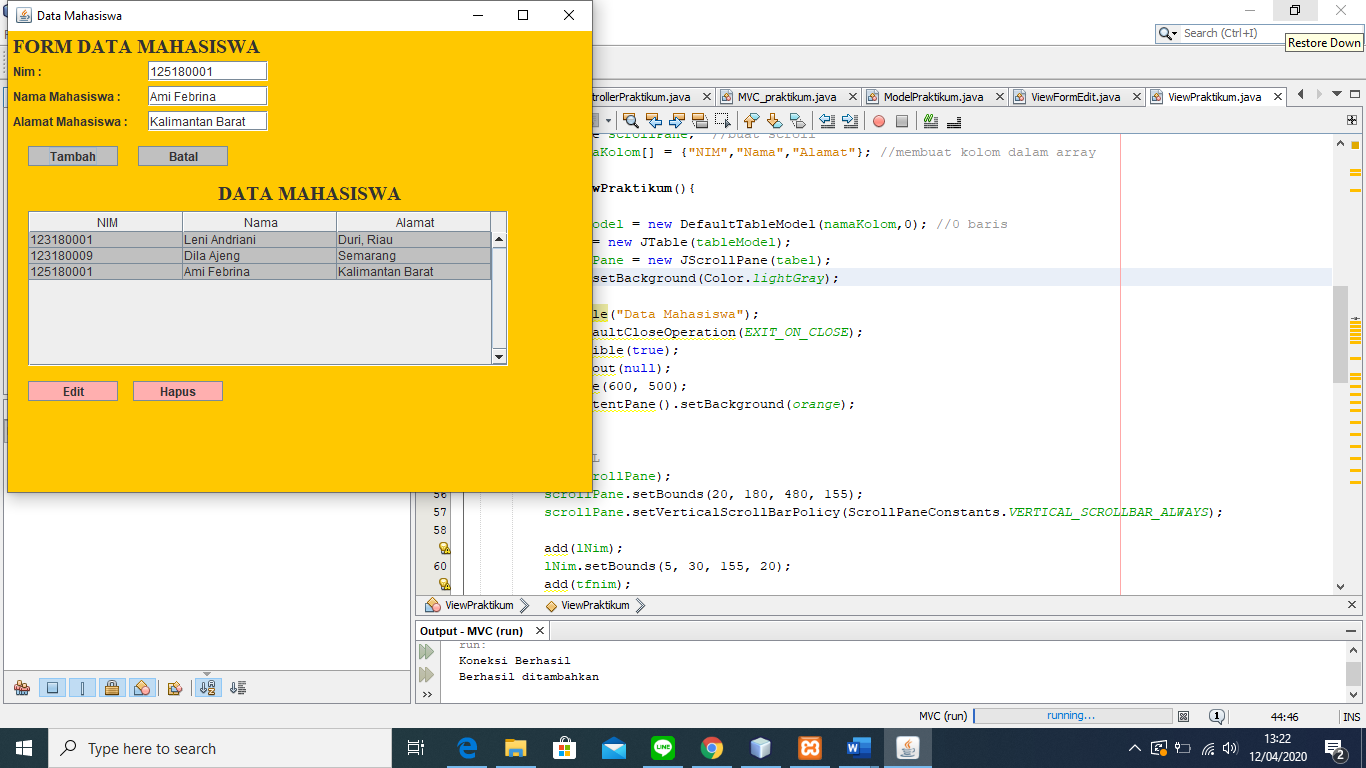 Data Mahasiswa
FORM DATA MAHASISWA
Nim :
125180001
Nama Mahasiswa :
Ami Febrina
Alamat Mahasiswa :
Kalimantan Barat
Tambah
Batal
DATA MAHASISWA
NIM Nama Alamat
123180001 Leni Andriani Duri, Riau
123180009 Dila Ajeng Semarang
125180001 Ami Febrina Kalimantan Barat
Edit
Hapus
Search (Ctrl+I)
Restore Down
trollerPraktikum.java
MVC_praktikum.java
ModelPraktikum.java
ViewFormEdit.java
ViewPraktikum.java
e scrollPane; //buat scroll
aKolom[] = {"NIM","Nama","Alamat"}; //membuat kolom dalam array
wPraktikum(){
odel = new DefaultTableModel(namaKolom,0); //0 baris
= new JTable(tableModel);
Pane = new JScrollPane(tabel);
setBackground(Color.lightGray);
le("Data Mahasiswa");
aultCloseOperation(EXIT_ON_CLOSE);
ible(true);
out(null);
e(600, 500);
tentPane().setBackground(orange);
L
rollPane);
56 scrollPane.setBounds(20, 180, 480, 155);
57 scrollPane.setVerticalScrollBarPolicy(ScrollPaneConstants.VERTICAL_SCROLLBAR_ALWAYS);
58
add(lNim);
60 lNim.setBounds(5, 30, 155, 20);
add(tfnim);
ViewPraktikum
ViewPraktikum
Output - MVC (run)
run:
Koneksi Berhasil
Berhasil ditambahkan
MVC (run)
running...
1
44:46
INS
Type here to search
13:22
12/04/2020
2